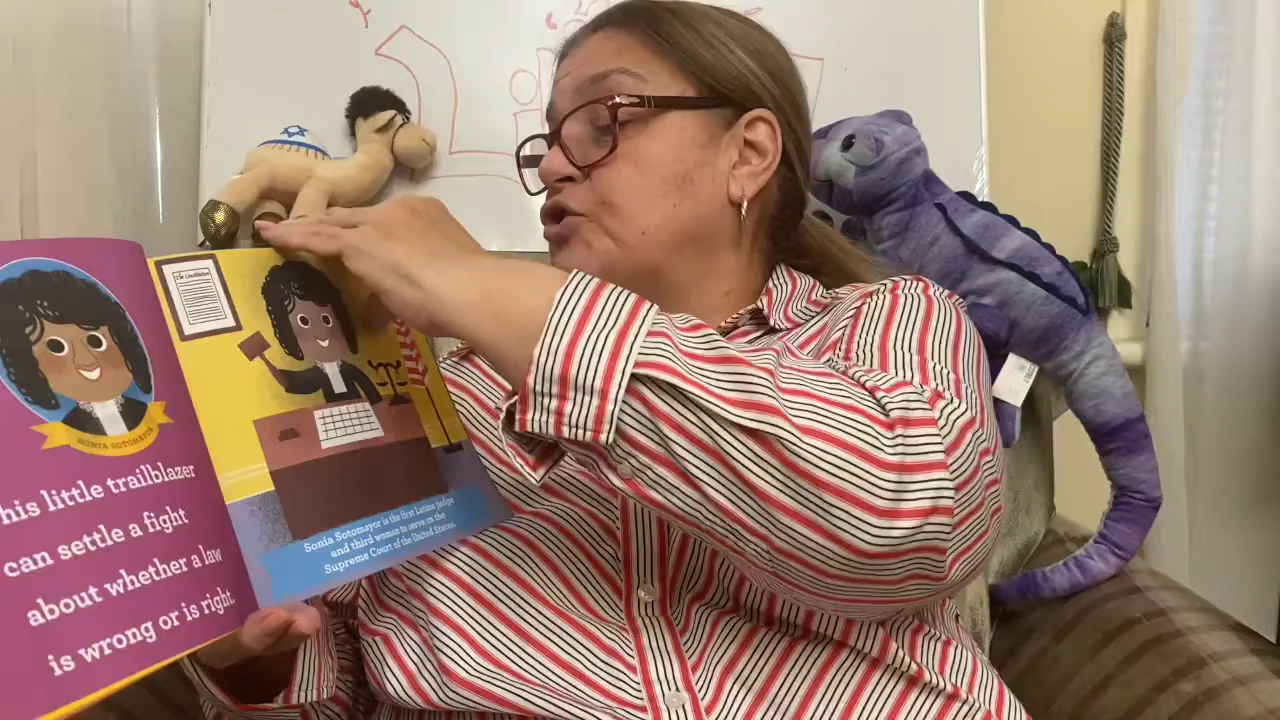 SONIA SOTOMAYOR
his little trailblazer
can settle a fight
about whether a law
is wrong or is right.
The Constitution
Sonia Sotomayor is the first Latina judge
and third woman to serve on the
Supreme Court of the United States.